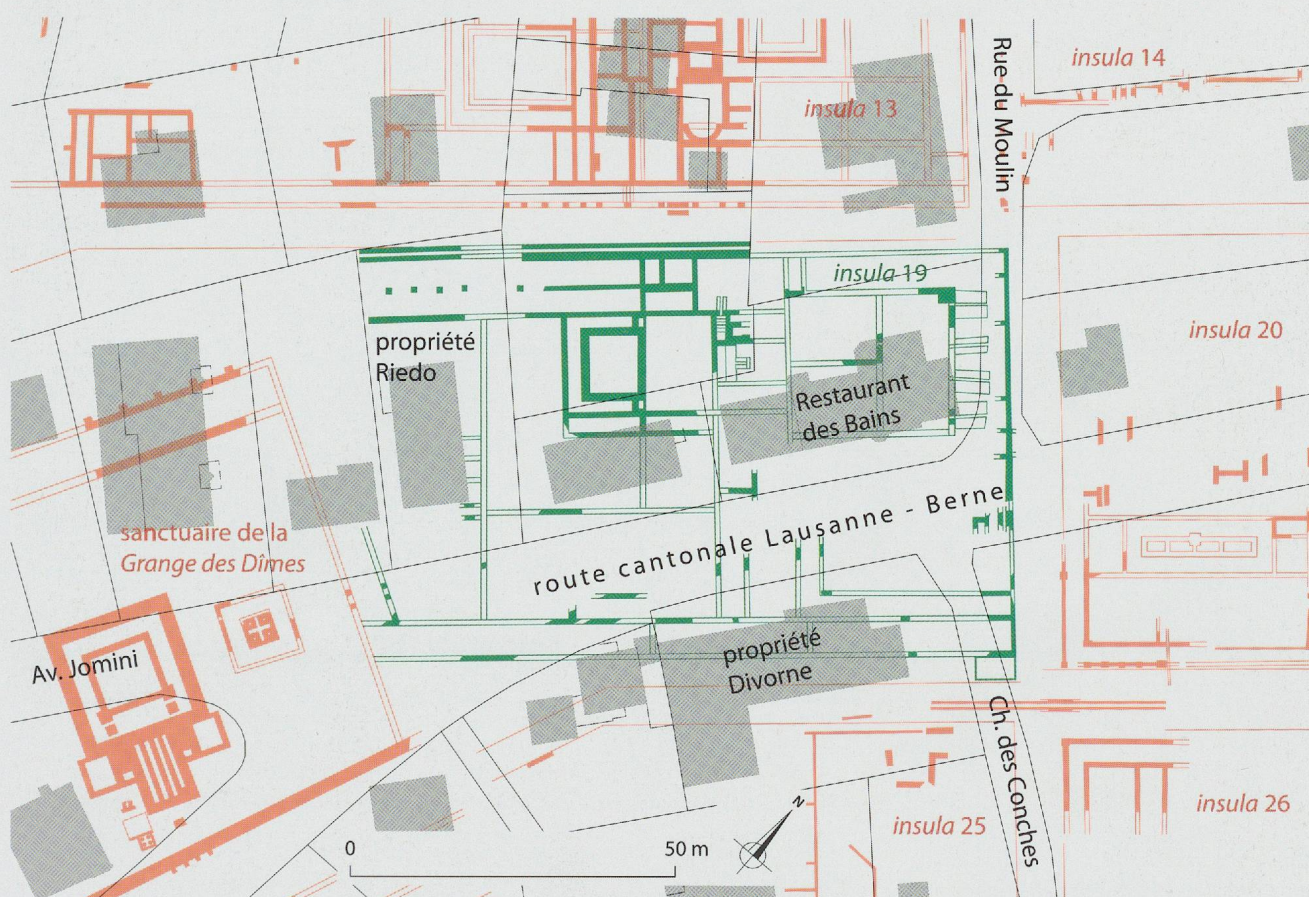 insula 14
Rue du Moulin
insula 13
insula 19
insula 20
propriété
Riedo
Restaurant
des Bains
sanctuaire de la
Grange des Dîmes
route cantonale Lausanne - Berne
Av. Jomini
propriété
Divorne
Ch. des Conches
insula 26
insula 25
N
0
50 m